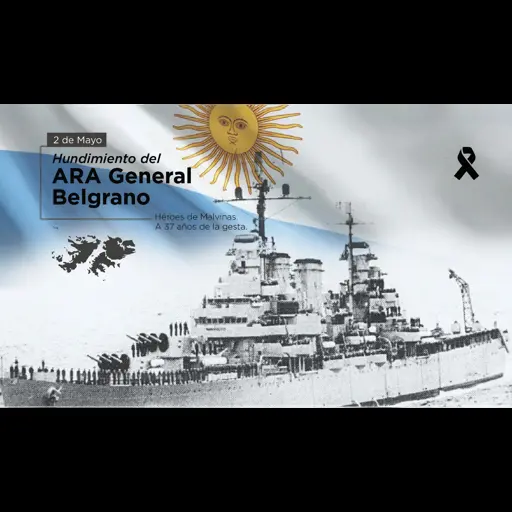 2 de Mayo
Hundimiento del
ARA General
Belgrano
Héroes de Malvinas.
A 37 años de la gesta.